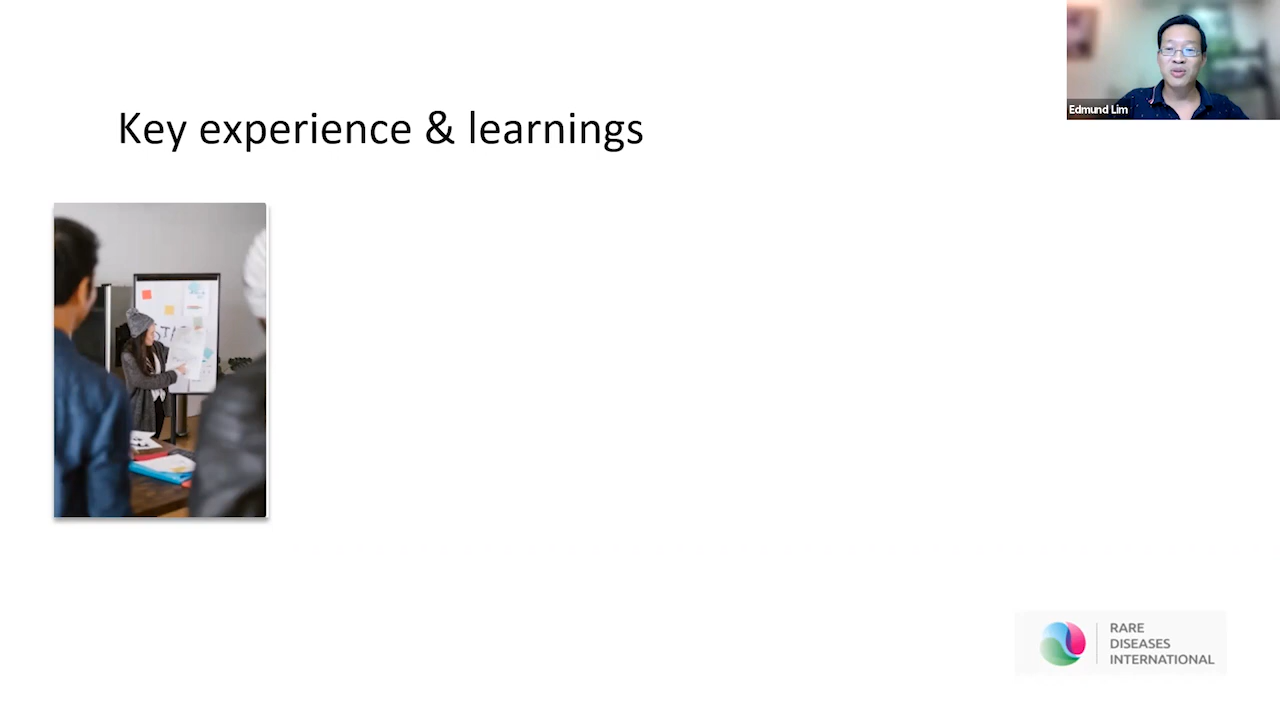 Key experience & learnings
Edmund Lim
RARE
DISEASES
INTERNATIONAL